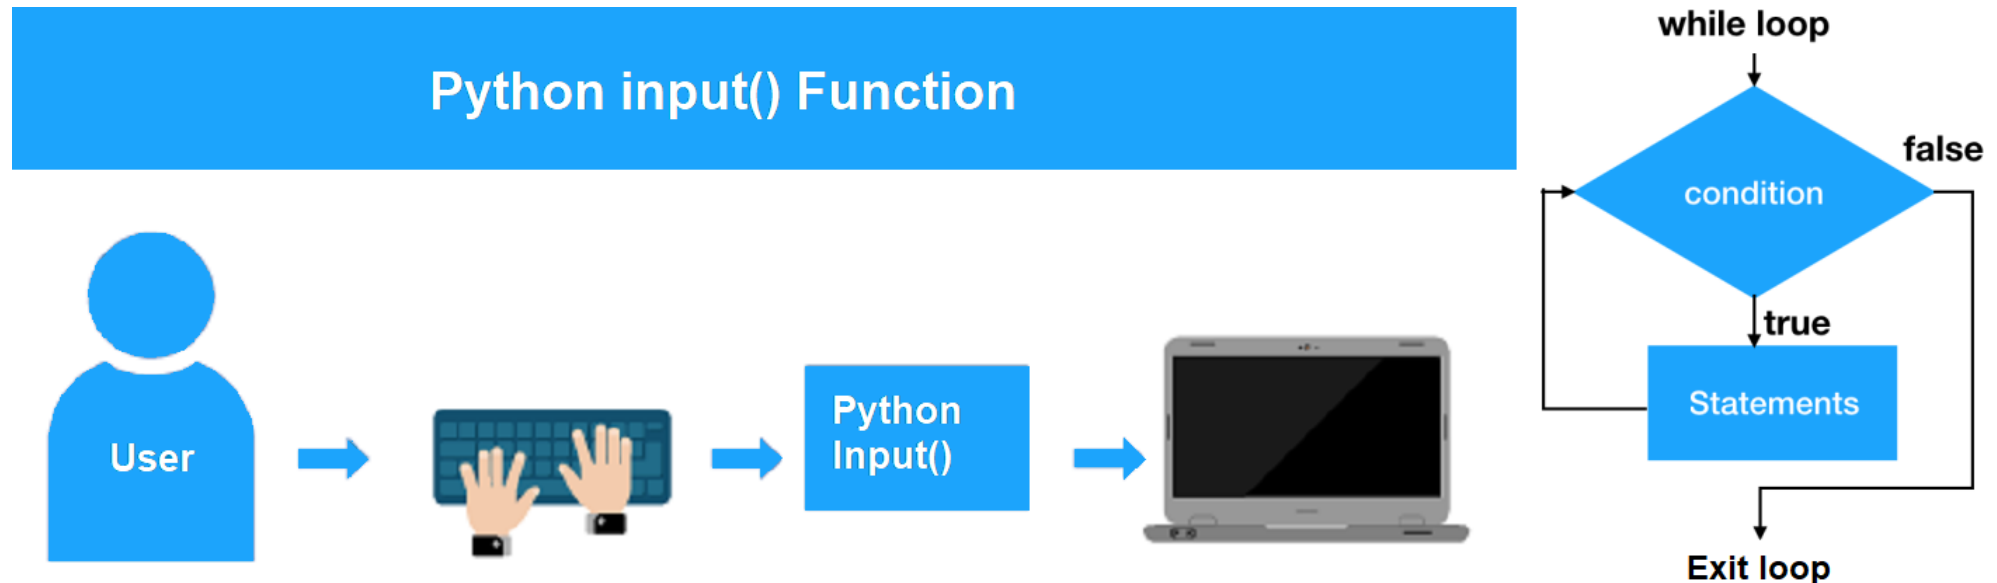 Python input() Function
User
Python
Input()
while loop
condition
false
true
Statements
Exit loop